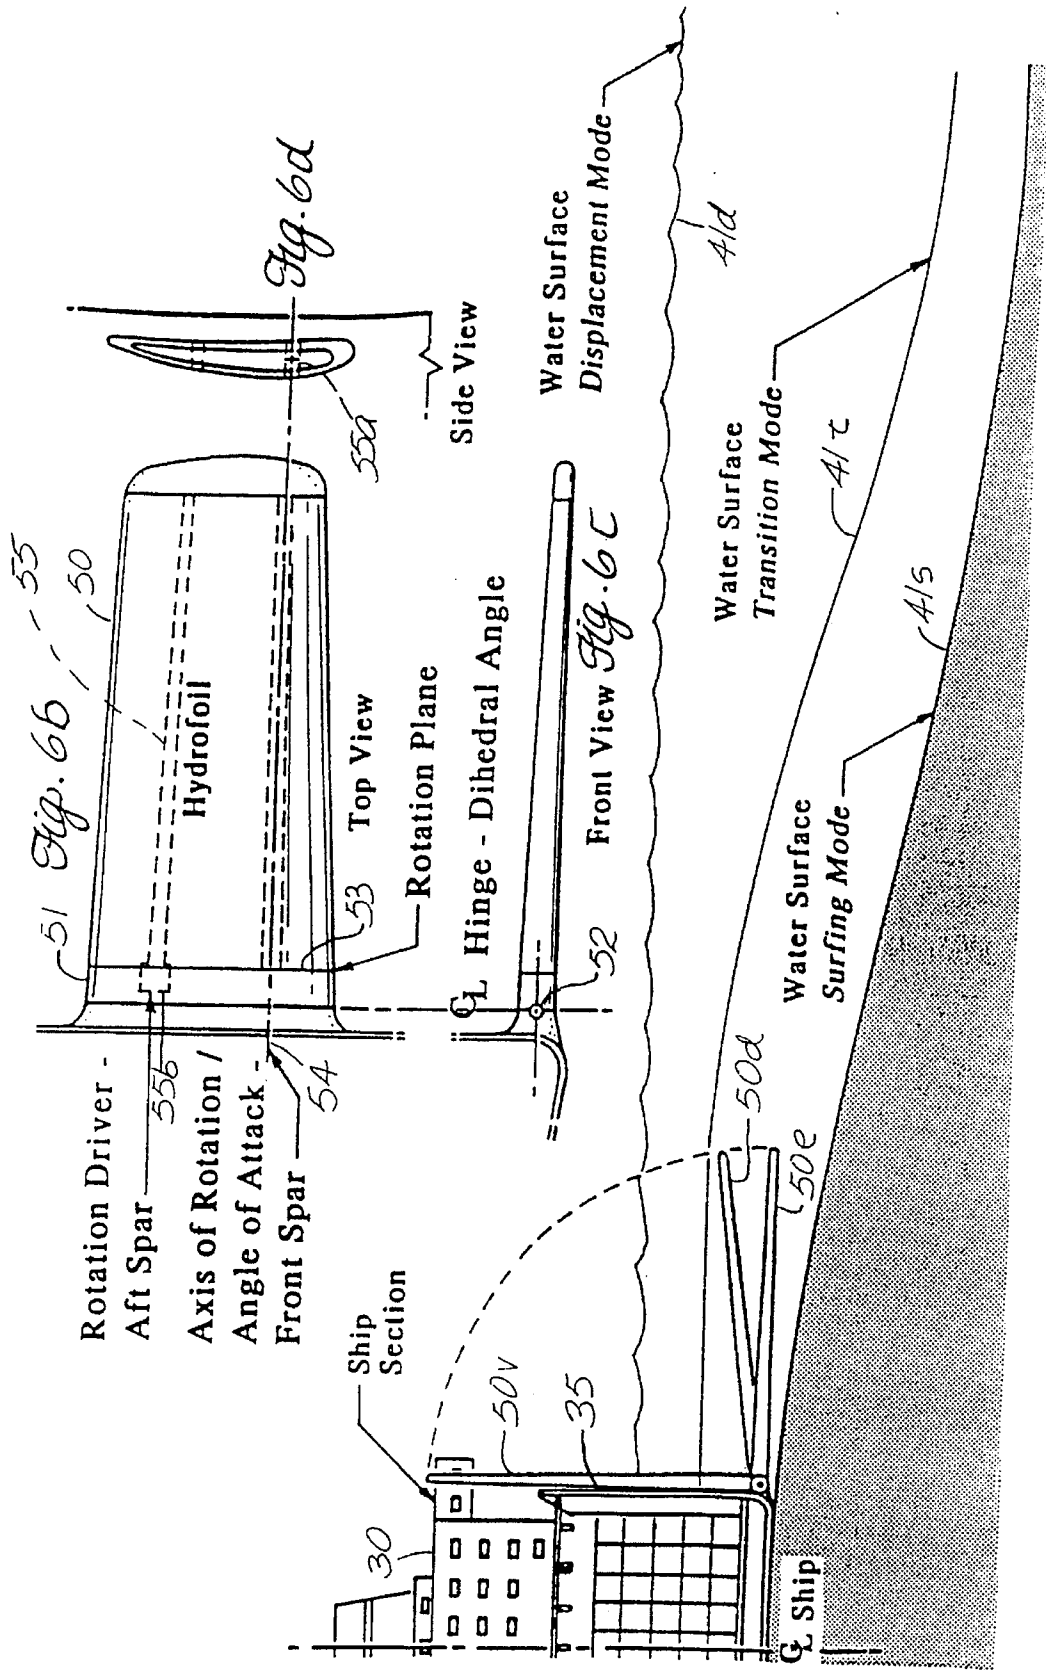 Rotation Driver -
Aft Spar
55b
Axis of Rotation /
Angle of Attack -
Front Spar
54
51
Fig. 6b
55
50
Hydrofoil
53
Top View
Rotation Plane
Fig. 6d
55a
Side View
CL Hinge - Dihedral Angle
52
Front View
Fig. 6c
Water Surface
Displacement Mode
41d
Water Surface
Transition Mode
41t
Water Surface
Surfing Mode
41s
Ship
Section
30
50v
35
50d
50e
CL Ship